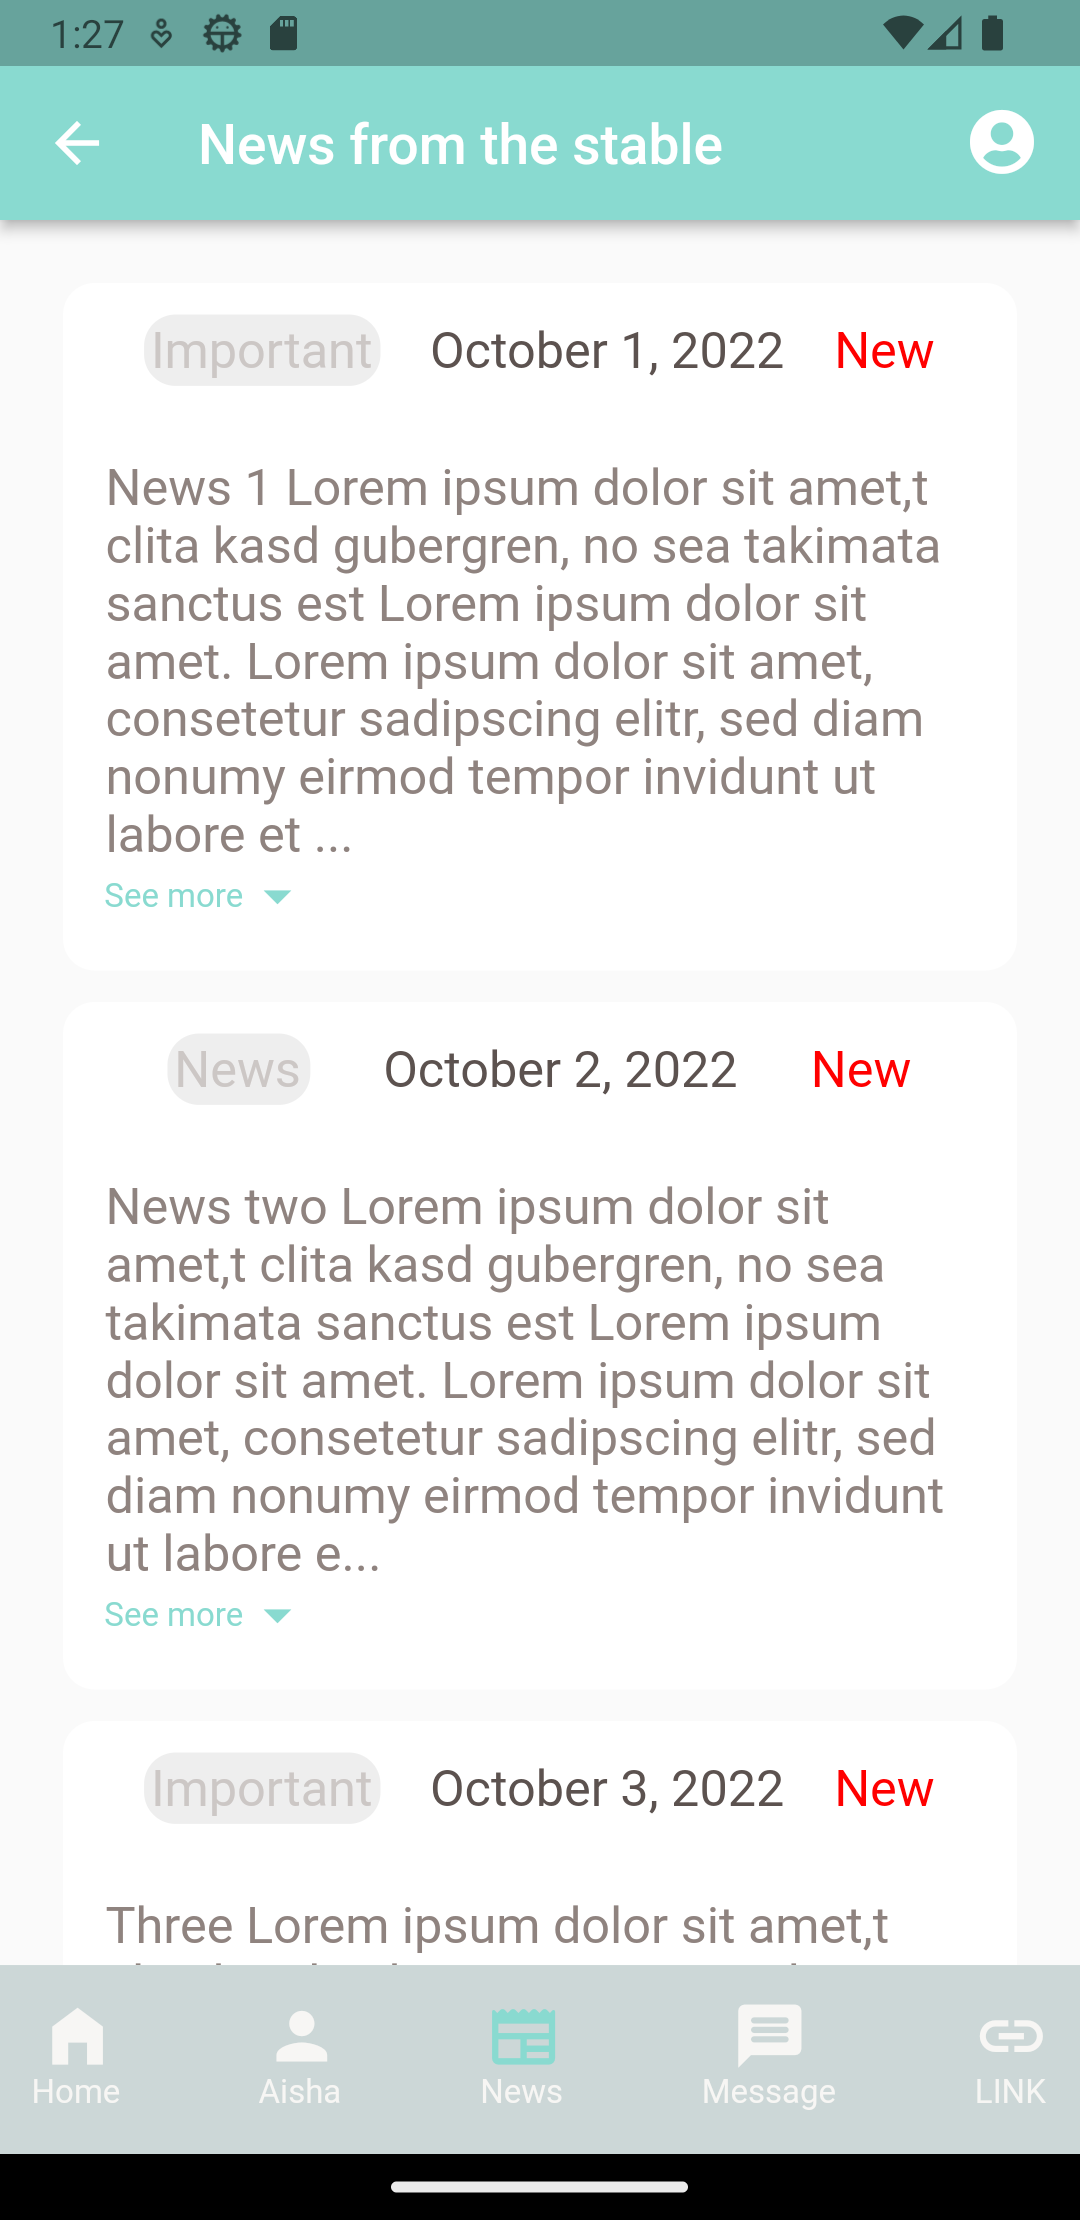 1:27
News from the stable
Important October 1, 2022 New
News 1 Lorem ipsum dolor sit amet,t
clita kasd gubergren, no sea takimata
sanctus est Lorem ipsum dolor sit
amet. Lorem ipsum dolor sit amet,
consetetur sadipscing elitr, sed diam
nonumy eirmod tempor invidunt ut
labore et ...
See more
News October 2, 2022 New
News two Lorem ipsum dolor sit
amet,t clita kasd gubergren, no sea
takimata sanctus est Lorem ipsum
dolor sit amet. Lorem ipsum dolor sit
amet, consetetur sadipscing elitr, sed
diam nonumy eirmod tempor invidunt
ut labore e...
See more
Important October 3, 2022 New
Three Lorem ipsum dolor sit amet,t
Home Aisha News Message LINK